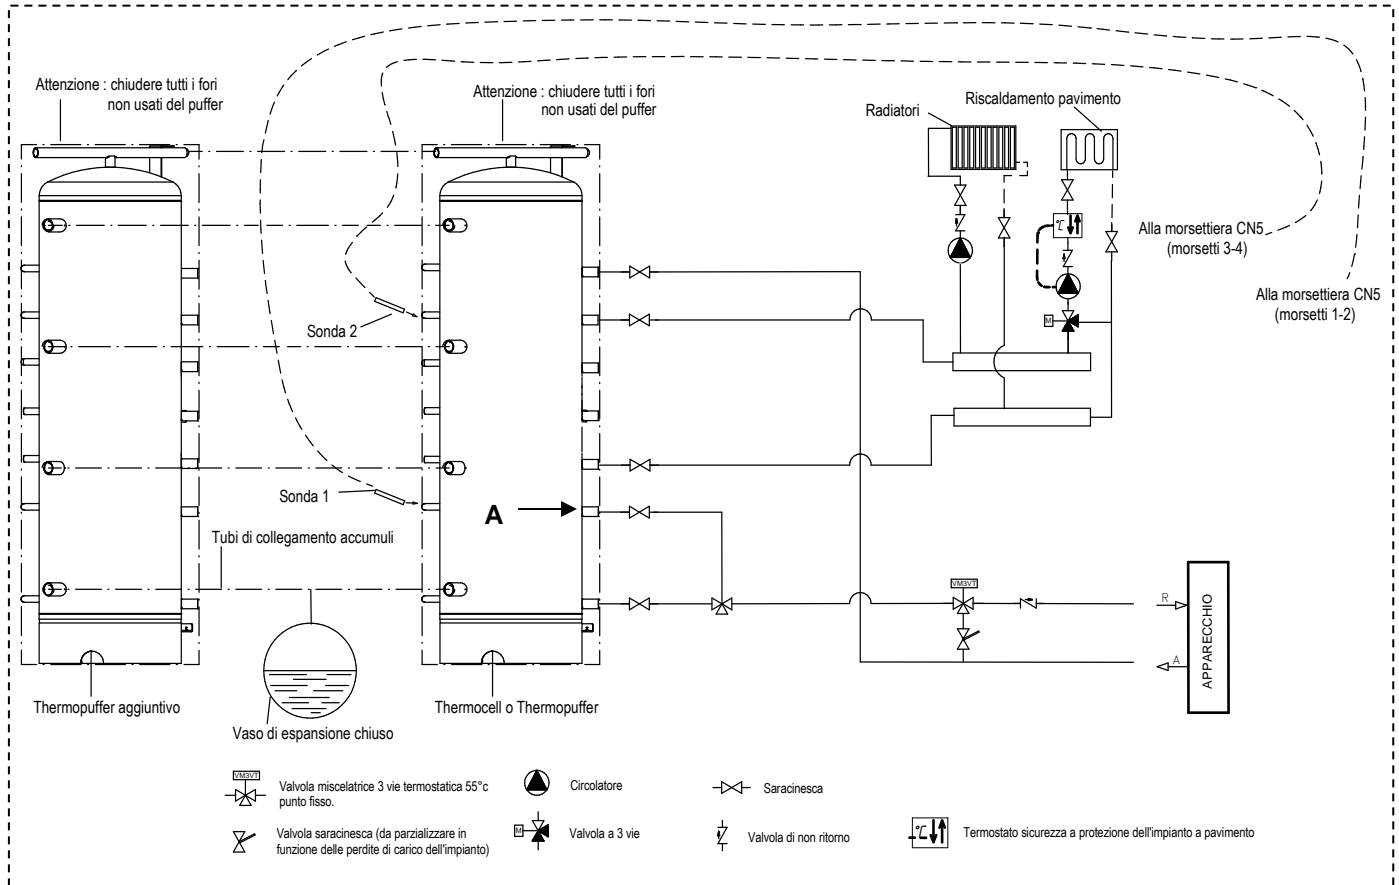 Attenzione : chiudere tutti i fori
non usati del puffer
Attenzione : chiudere tutti i fori
non usati del puffer
Radiatori
Riscaldamento pavimento
°C
Alla morsettiera CN5
(morsetti 3-4)
Alla morsettiera CN5
(morsetti 1-2)
M
Sonda 2
Sonda 1
A
Tubi di collegamento accumuli
VM3VT
R
A
APPARECCHIO
Thermopuffer aggiuntivo
Vaso di espansione chiuso
Thermocell o Thermopuffer
VM3VT
Valvola miscelatrice 3 vie termostatica 55°c
punto fisso.
Circolatore
Saracinesca
Valvola saracinesca (da parzializzare in
funzione delle perdite di carico dell'impianto)
M
Valvola a 3 vie
Valvola di non ritorno
°C
Termostato sicurezza a protezione dell'impianto a pavimento